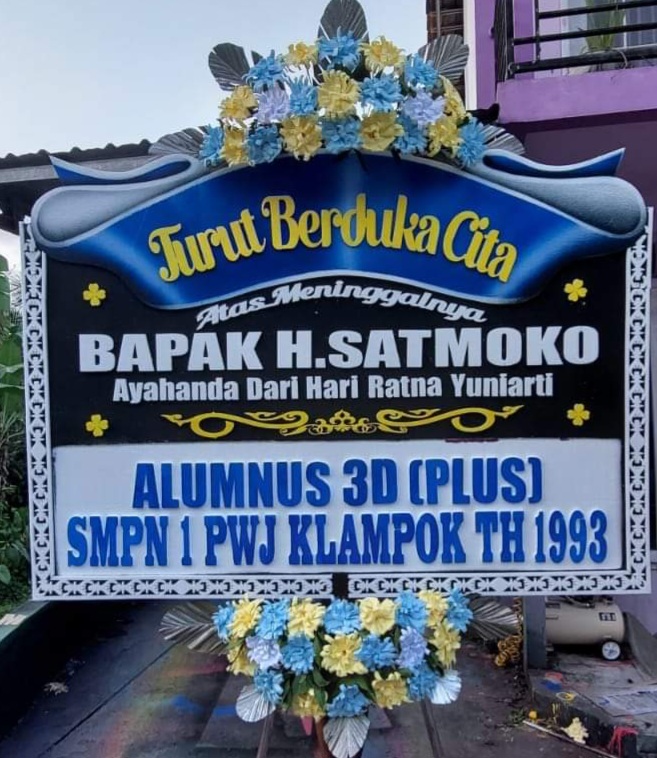 Turut Berduka Cita
Atas Meninggalnya
BAPAK H.SATMOKO
Ayahanda Dari Hari Ratna Yuniarti
ALUMNUS 3D (PLUS)
SMPN 1 PWJ KLAMPOK TH 1993